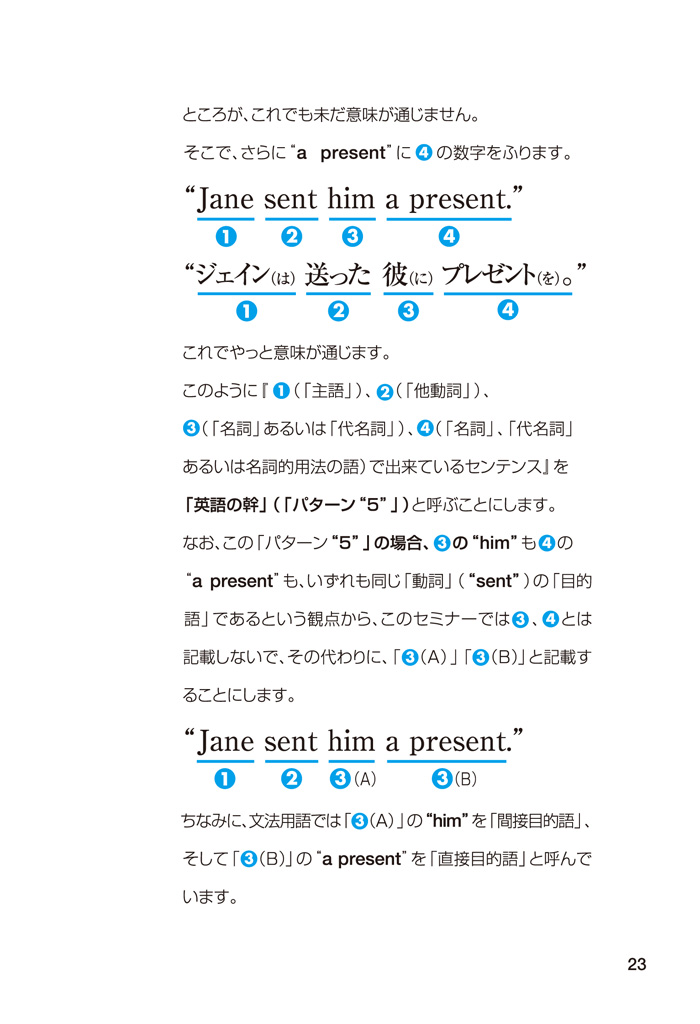 ところが、これでも未だ意味が通じません。
そこで、さらに “a present” に ❹ の数字をふります。
“Jane sent him a present.”
❶ ❷ ❸ ❹
“ジェイン(は) 送った 彼(に) プレゼント(を)。”
❶ ❷ ❸ ❹
これでやっと意味が通じます。
このように『 ❶（「主語」）、❷（「他動詞」）、
❸（「名詞」あるいは「代名詞」）、❹（「名詞」、「代名詞」
あるいは名詞的用法の語）で出来ているセンテンス』を
「英語の幹」（「パターン “5” 」）と呼ぶことにします。
なお、この「パターン “5” 」の場合、❸の “him” も❹の
“a present” も、いずれも同じ「動詞」（ “sent” ）の「目的
語」であるという観点から、このセミナーでは❸、❹とは
記載しないで、その代わりに、「❸（A）」「❸（B）」と記載す
ることにします。
“Jane sent him a present.”
❶ ❷ ❸（A） ❸（B）
ちなみに、文法用語では「❸（A）」の “him” を「間接目的語」、
そして「❸（B）」の “a present” を「直接目的語」と呼んで
います。
23